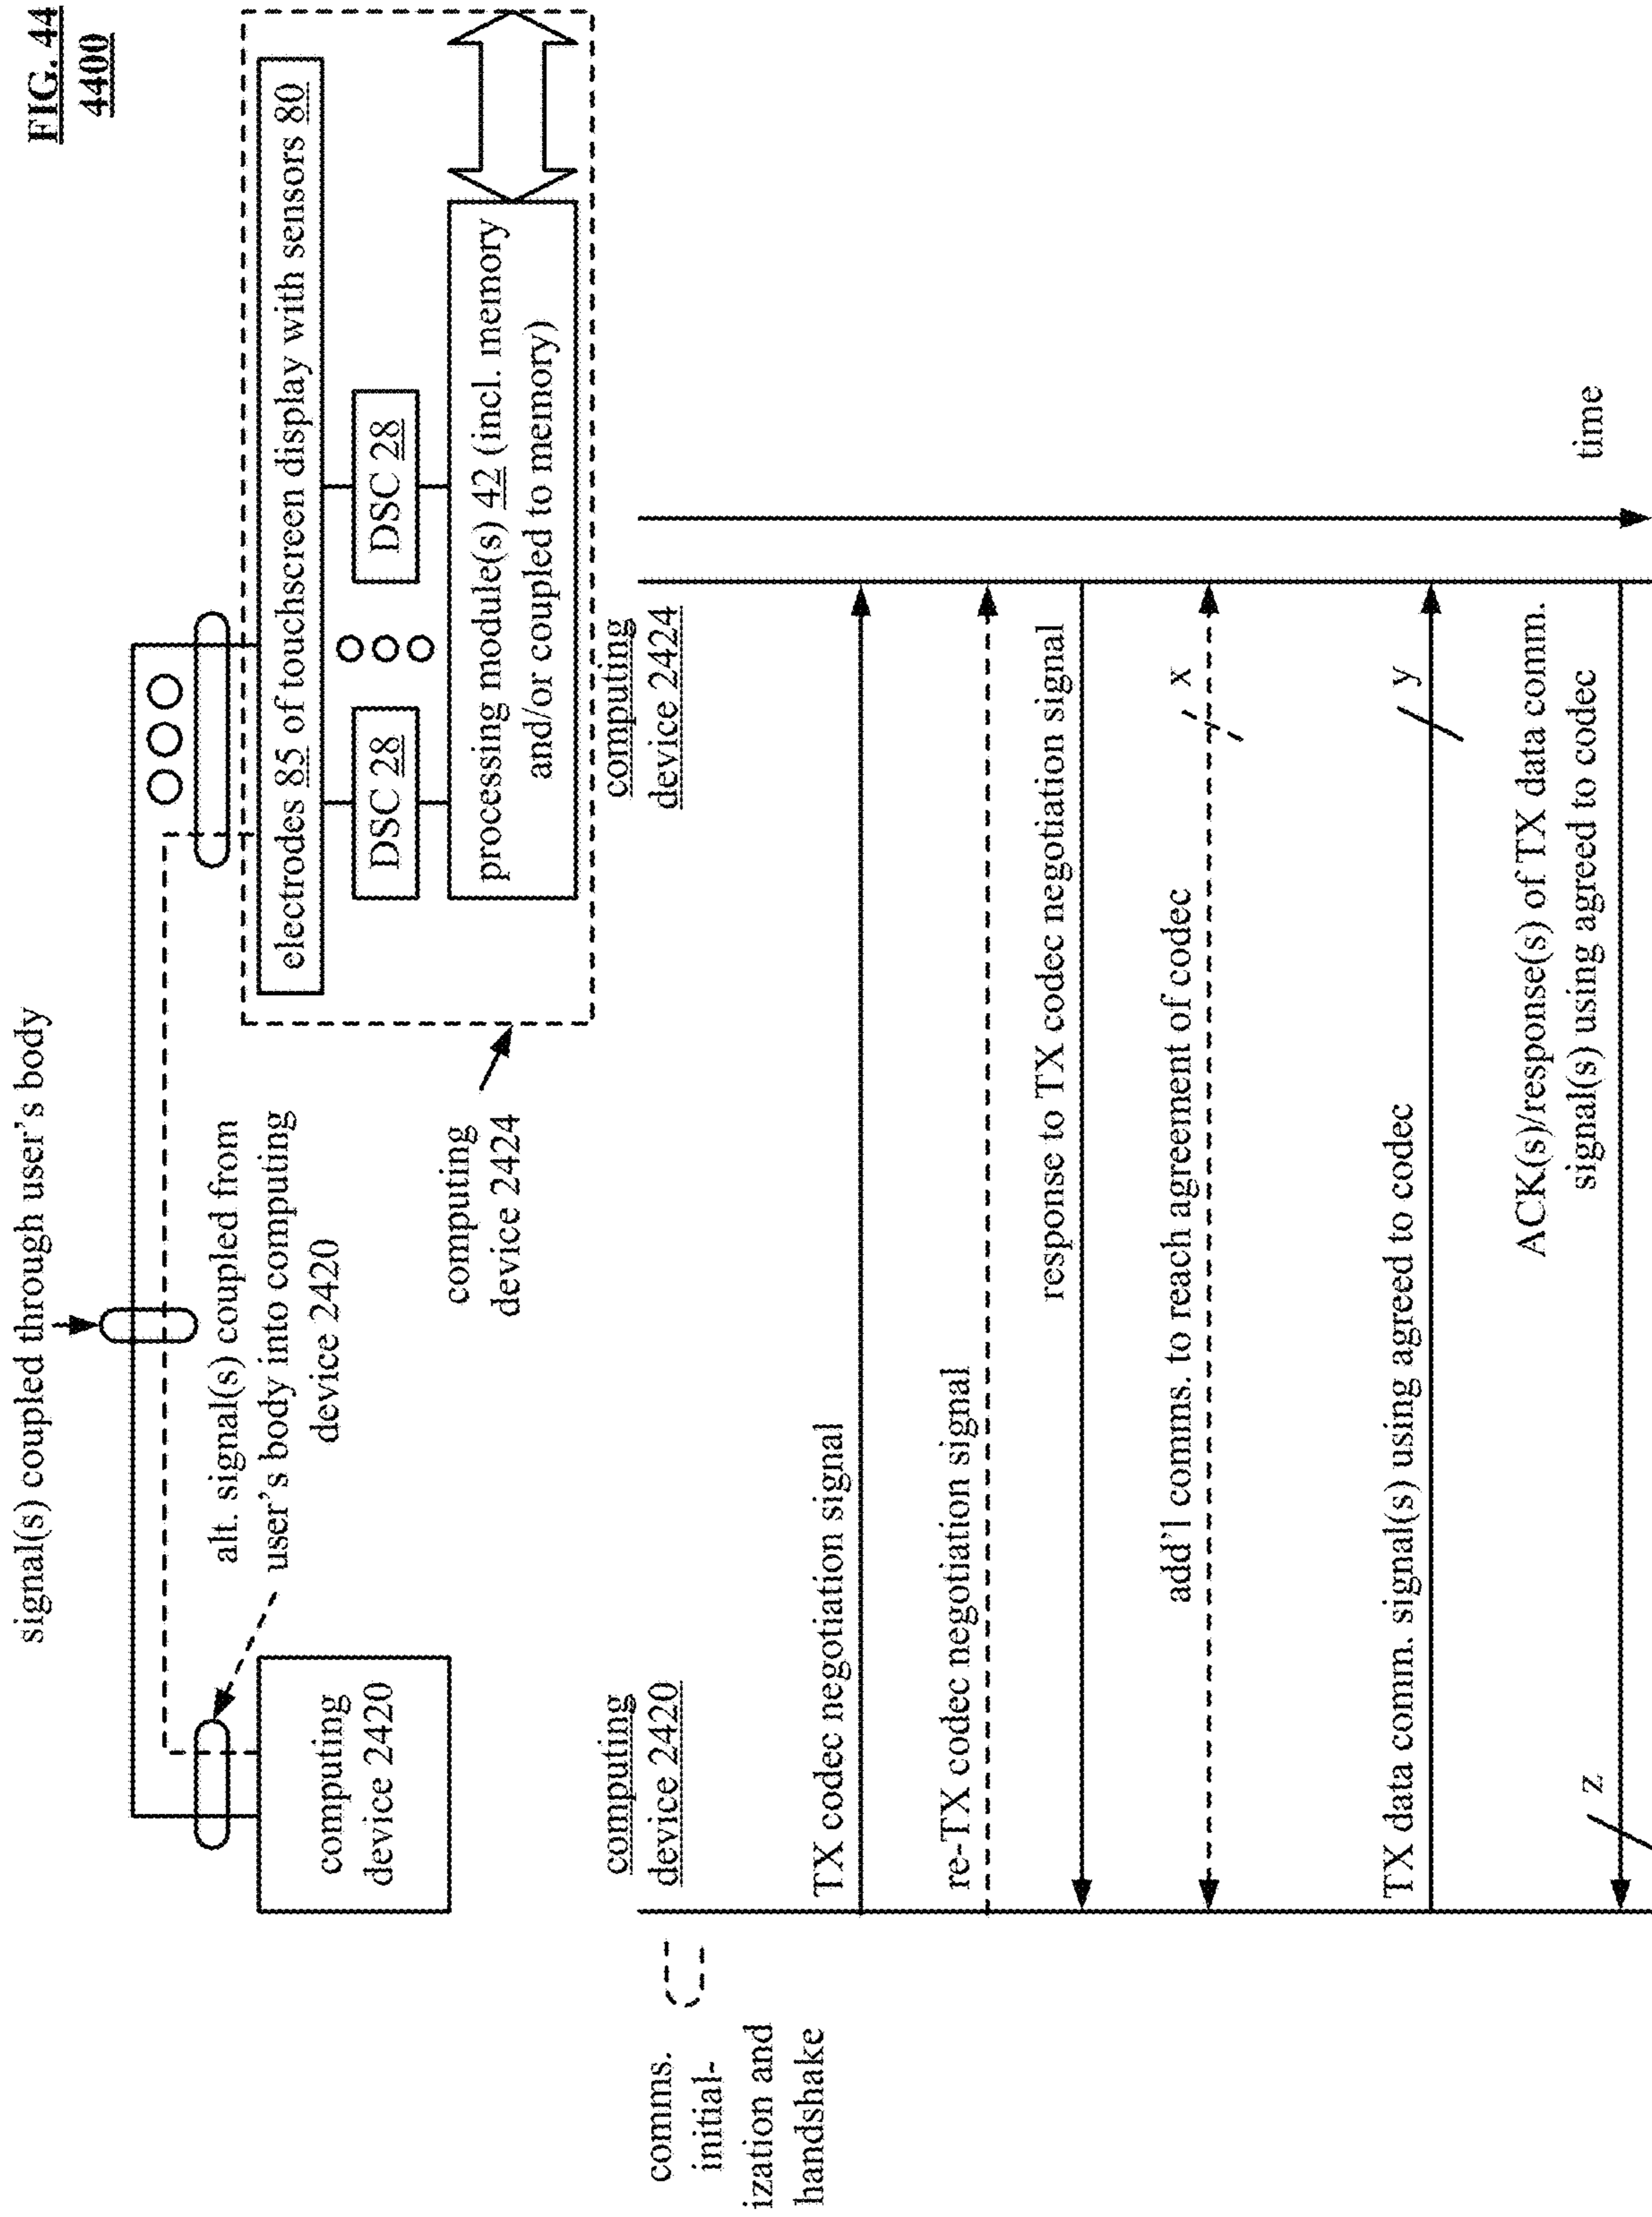 FIG. 44
4400
signal(s) coupled through user's body
alt. signal(s) coupled from
user's body into computing
device 2420
computing
device 2420
computing
device 2424
electrodes 85 of touchscreen display with sensors 80
DSC 28
DSC 28
processing module(s) 42 (incl. memory
and/or coupled to memory)
computing
device 2420
computing
device 2424
comms.
initial-
ization and
handshake
TX codec negotiation signal
re-TX codec negotiation signal
response to TX codec negotiation signal
add'l comms. to reach agreement of codec
x
TX data comm. signal(s) using agreed to codec
y
ACK(s)/response(s) of TX data comm.
signal(s) using agreed to codec
z
time